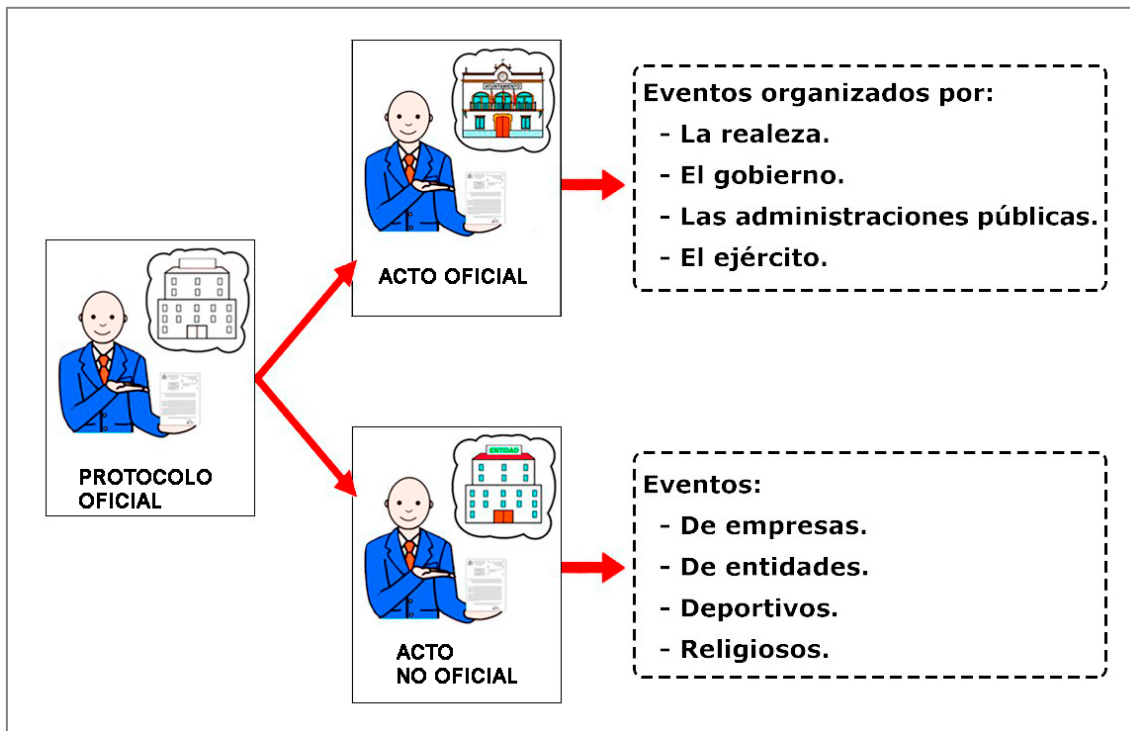 PROTOCOLO
OFICIAL
AYUNTAMIENTO
ACTO OFICIAL
Eventos organizados por:
- La realeza.
- El gobierno.
- Las administraciones públicas.
- El ejército.
ENTIDAD
ACTO
NO OFICIAL
Eventos:
- De empresas.
- De entidades.
- Deportivos.
- Religiosos.